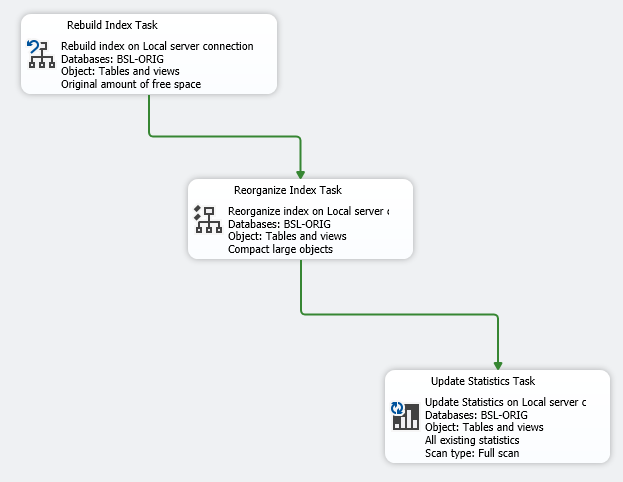 Rebuild Index Task
Rebuild index on Local server connection
Databases: BSL-ORIG
Object: Tables and views
Original amount of free space
Reorganize Index Task
Reorganize index on Local server c
Databases: BSL-ORIG
Object: Tables and views
Compact large objects
Update Statistics Task
Update Statistics on Local server c
Databases: BSL-ORIG
Object: Tables and views
All existing statistics
Scan type: Full scan